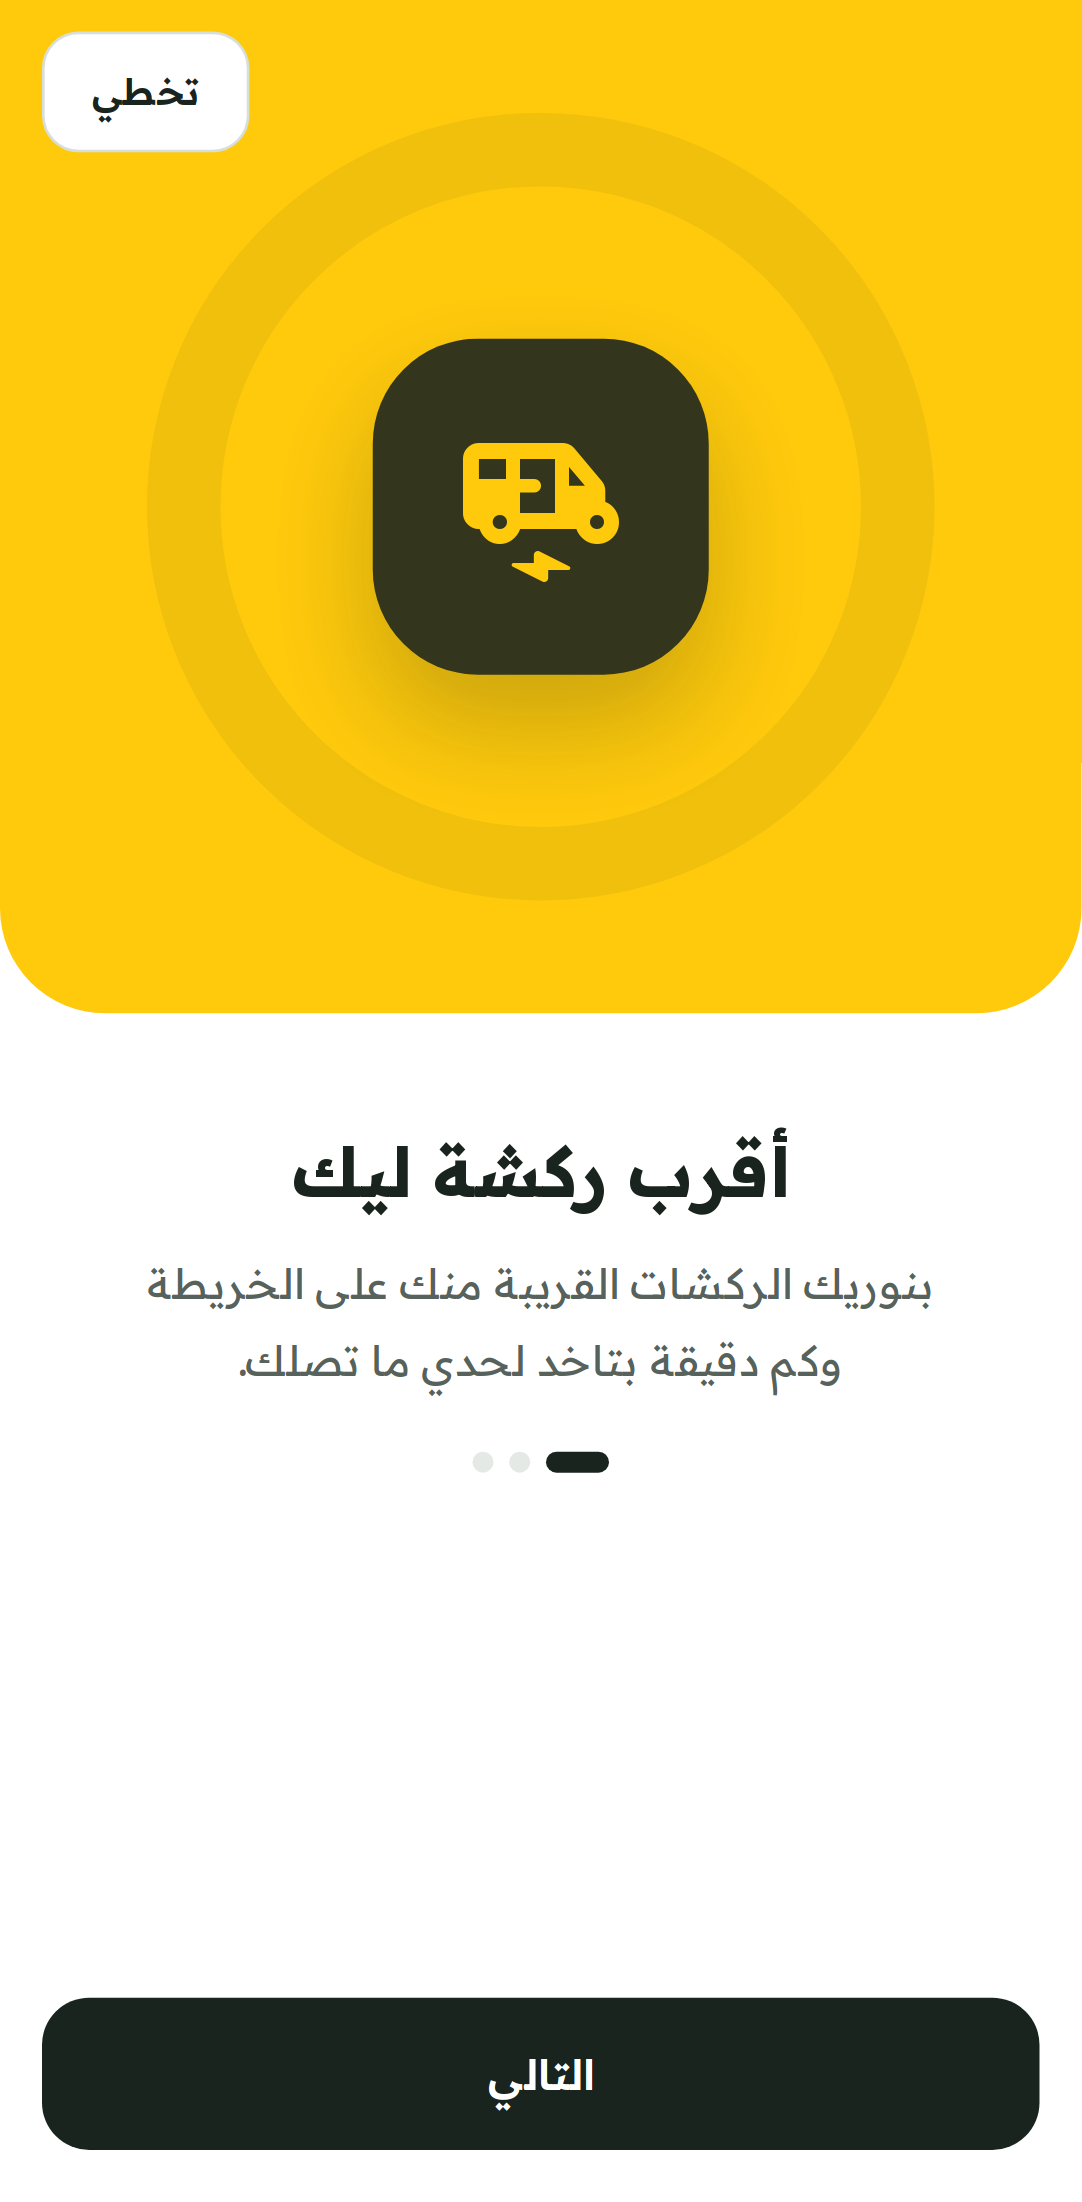 تخطي
أقرب ركشة ليك
بنوريك الركشات القريبة منك على الخريطة
وكم دقيقة بتاخد لحدي ما تصلك.
التالي